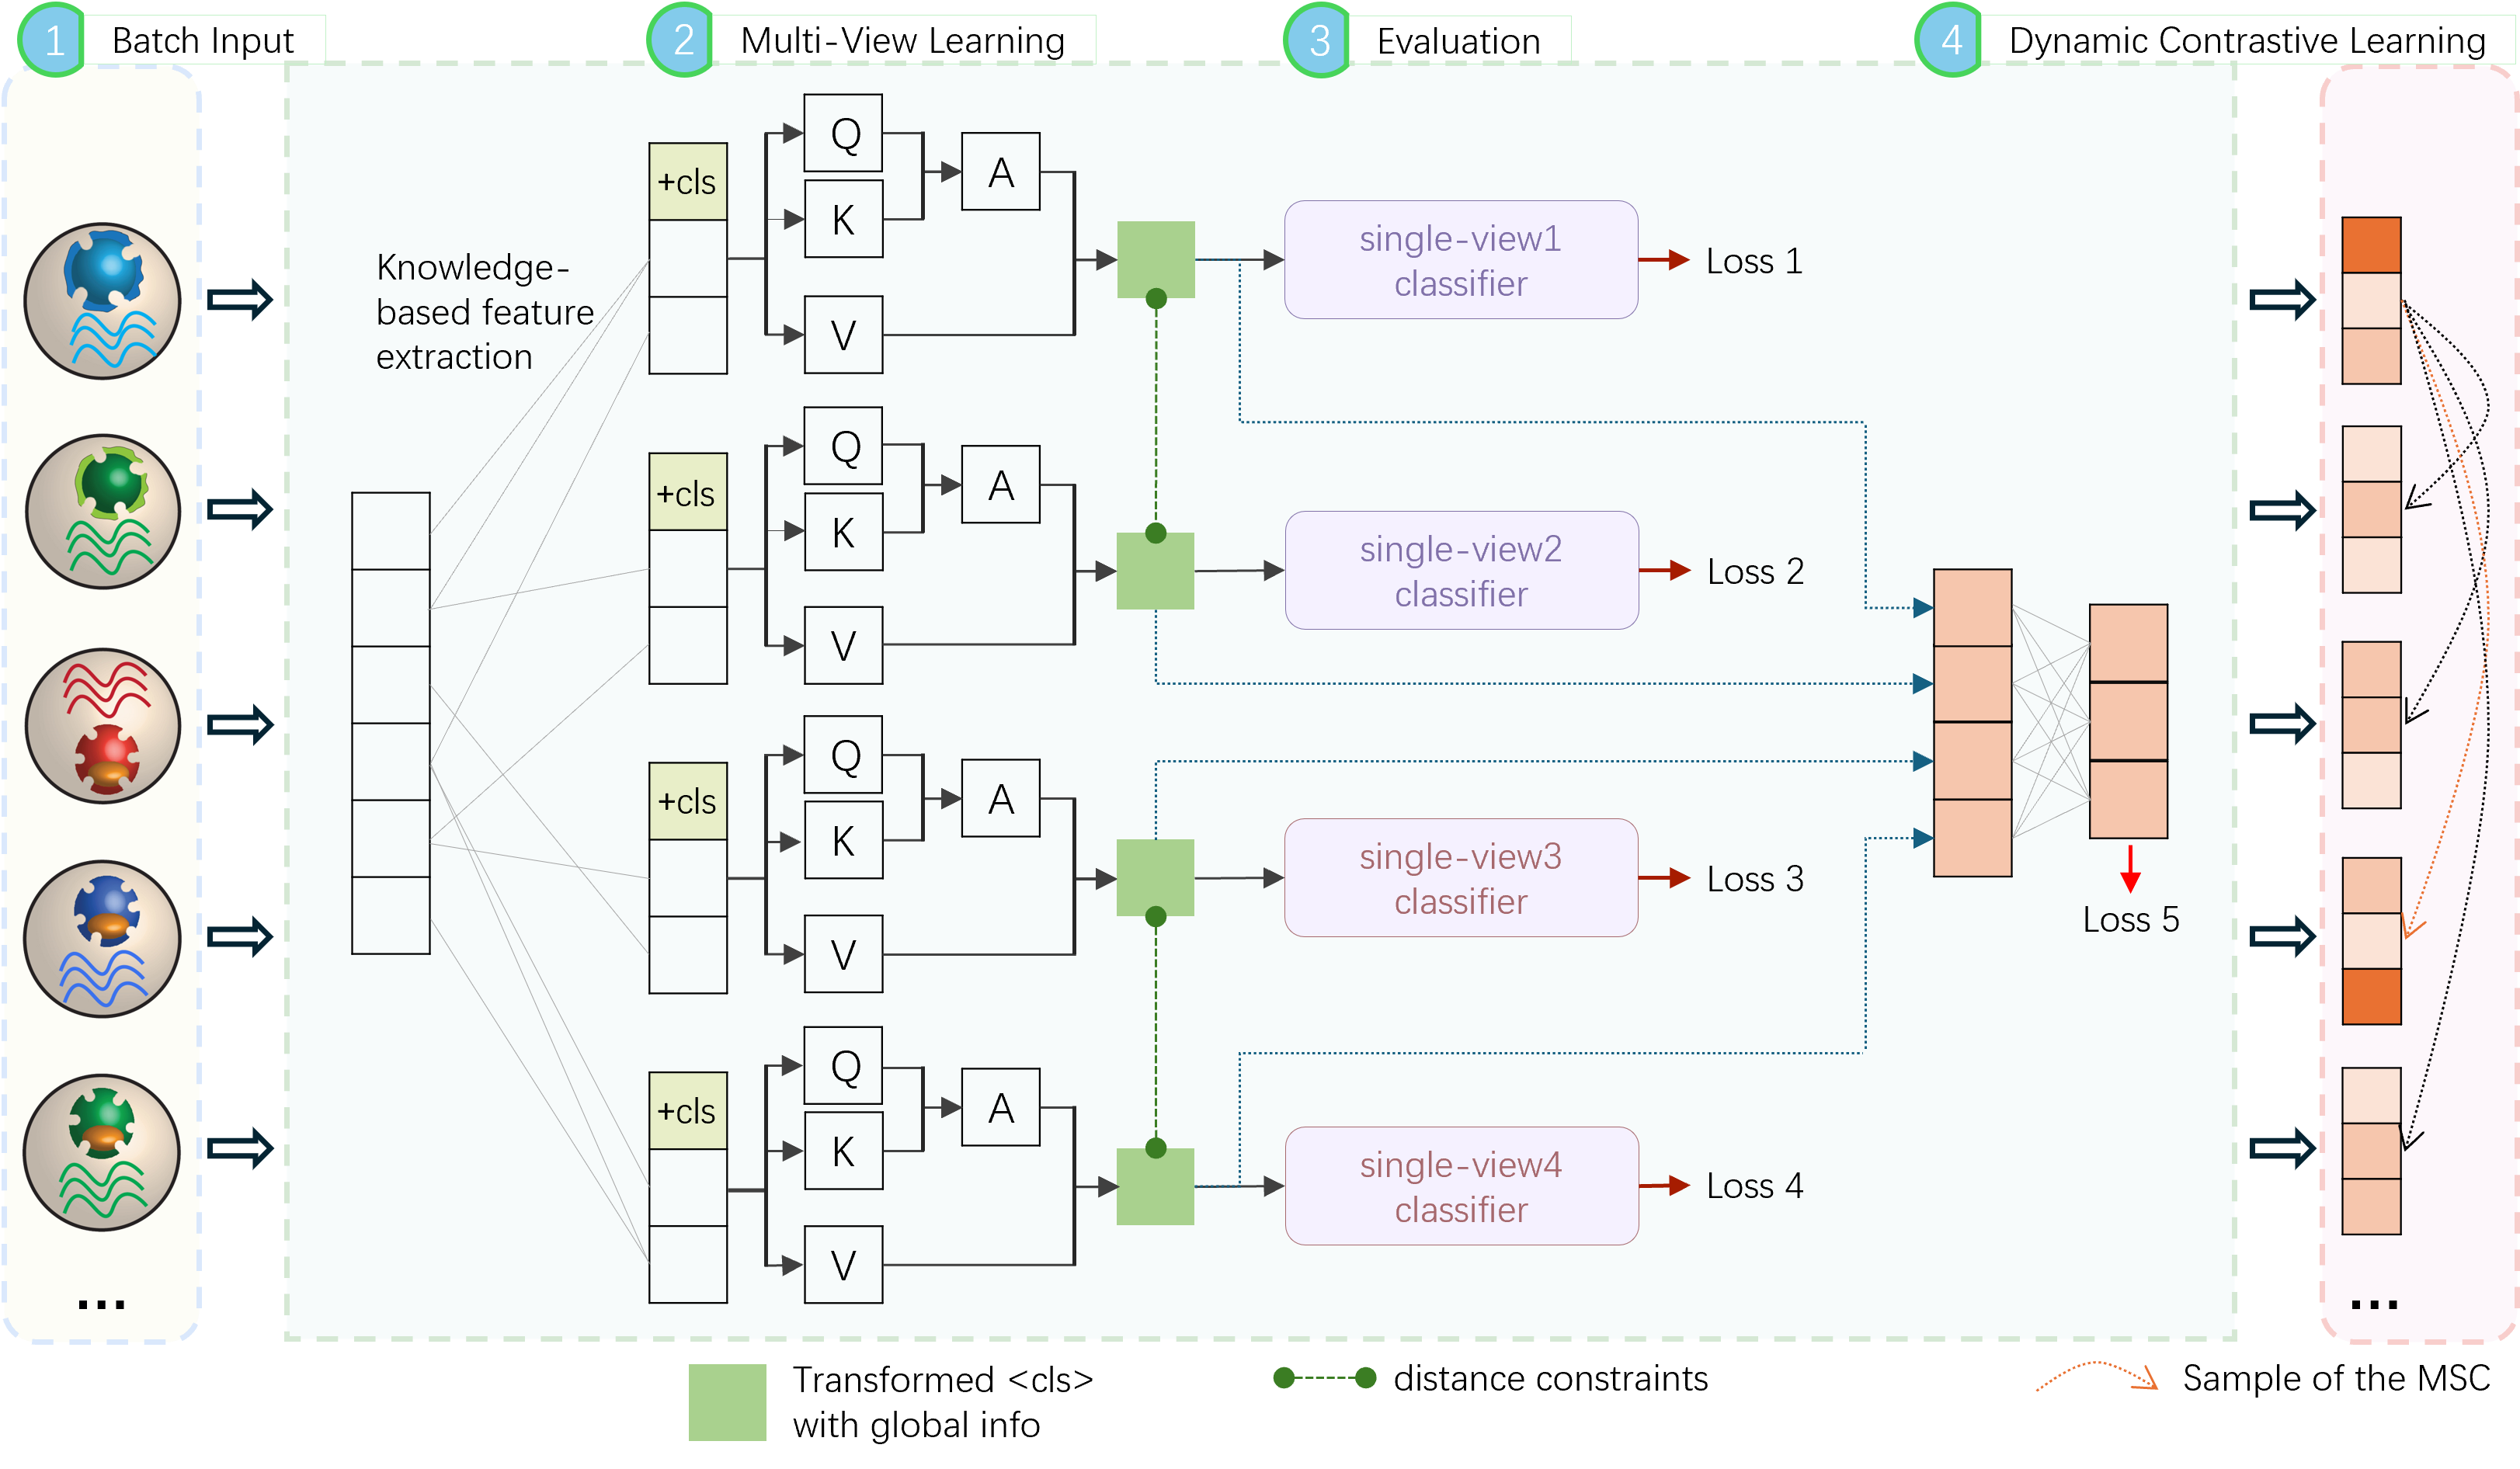 1 Batch Input
2 Multi-View Learning
3 Evaluation
4 Dynamic Contrastive Learning
Knowledge-
based feature
extraction
+cls
Q
K
V
A
single-view1
classifier
Loss 1
+cls
Q
K
V
A
single-view2
classifier
Loss 2
+cls
Q
K
V
A
single-view3
classifier
Loss 3
+cls
Q
K
V
A
single-view4
classifier
Loss 4
Loss 5
...
...
Transformed <cls>
with global info
distance constraints
Sample of the MSC